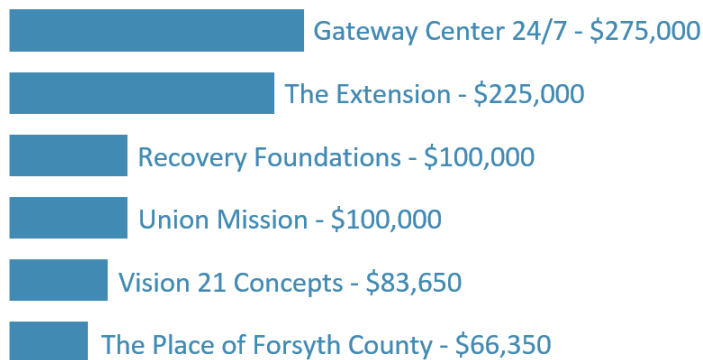 Gateway Center 24/7 - $275,000
The Extension - $225,000
Recovery Foundations - $100,000
Union Mission - $100,000
Vision 21 Concepts - $83,650
The Place of Forsyth County - $66,350